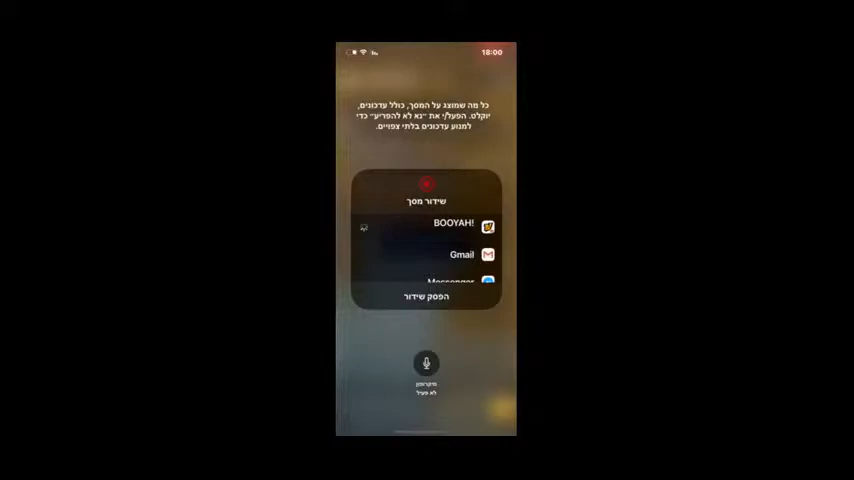 18:00
כל מה שמוצג על המסך, כולל עדכונים,
יוקלט. הפעל/י את "נא לא להפריע" כדי
למנוע עדכונים בלתי צפויים.
שידור מסך
BOOYAH!
Gmail
Messenger
הפסק שידור
מיקרופון
לא פעיל